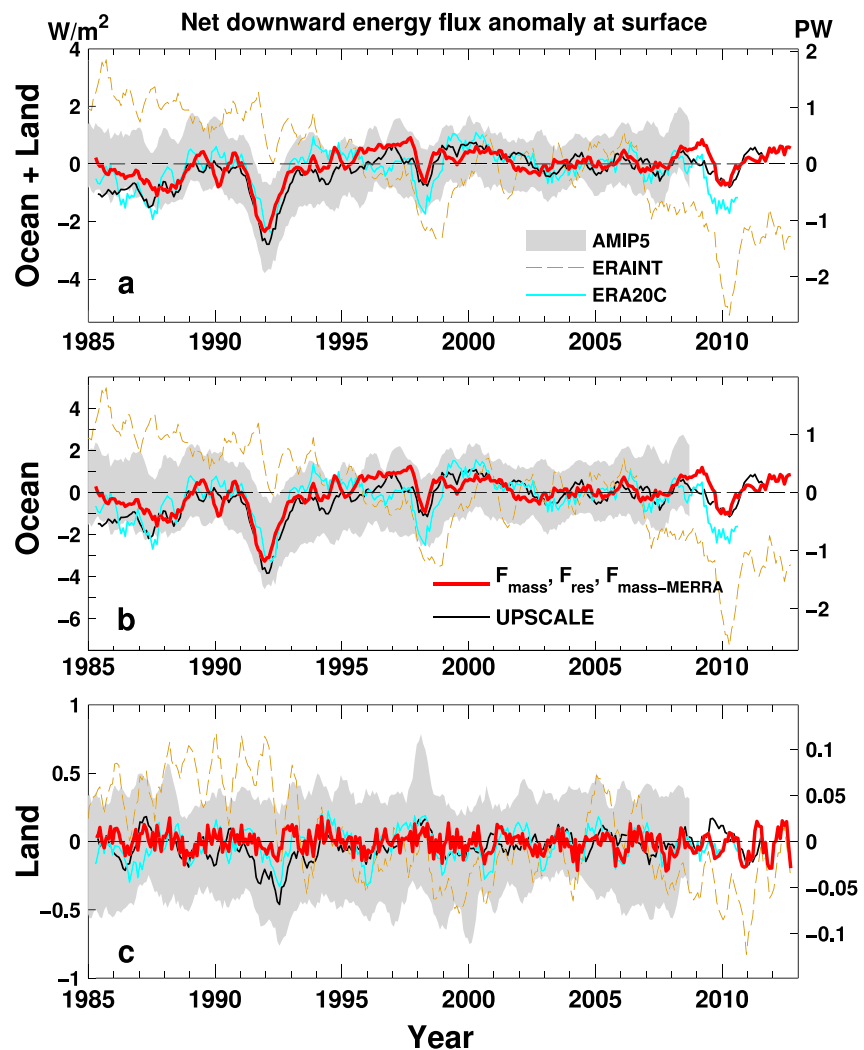 Net downward energy flux anomaly at surface
W/m2
PW
4
2
0
−2
−4
2
1
0
−1
−2
Ocean + Land
a
AMIP5
ERAINT
ERA20C
1985 1990 1995 2000 2005 2010
4
2
0
−2
−4
−6
1
0
−1
−2
Ocean
b
Fmass, Fres, Fmass−MERRA
UPSCALE
1985 1990 1995 2000 2005 2010
1
0.5
0
−0.5
−1
0.1
0.05
0
−0.05
−0.1
Land
c
1985 1990 1995 2000 2005 2010
Year